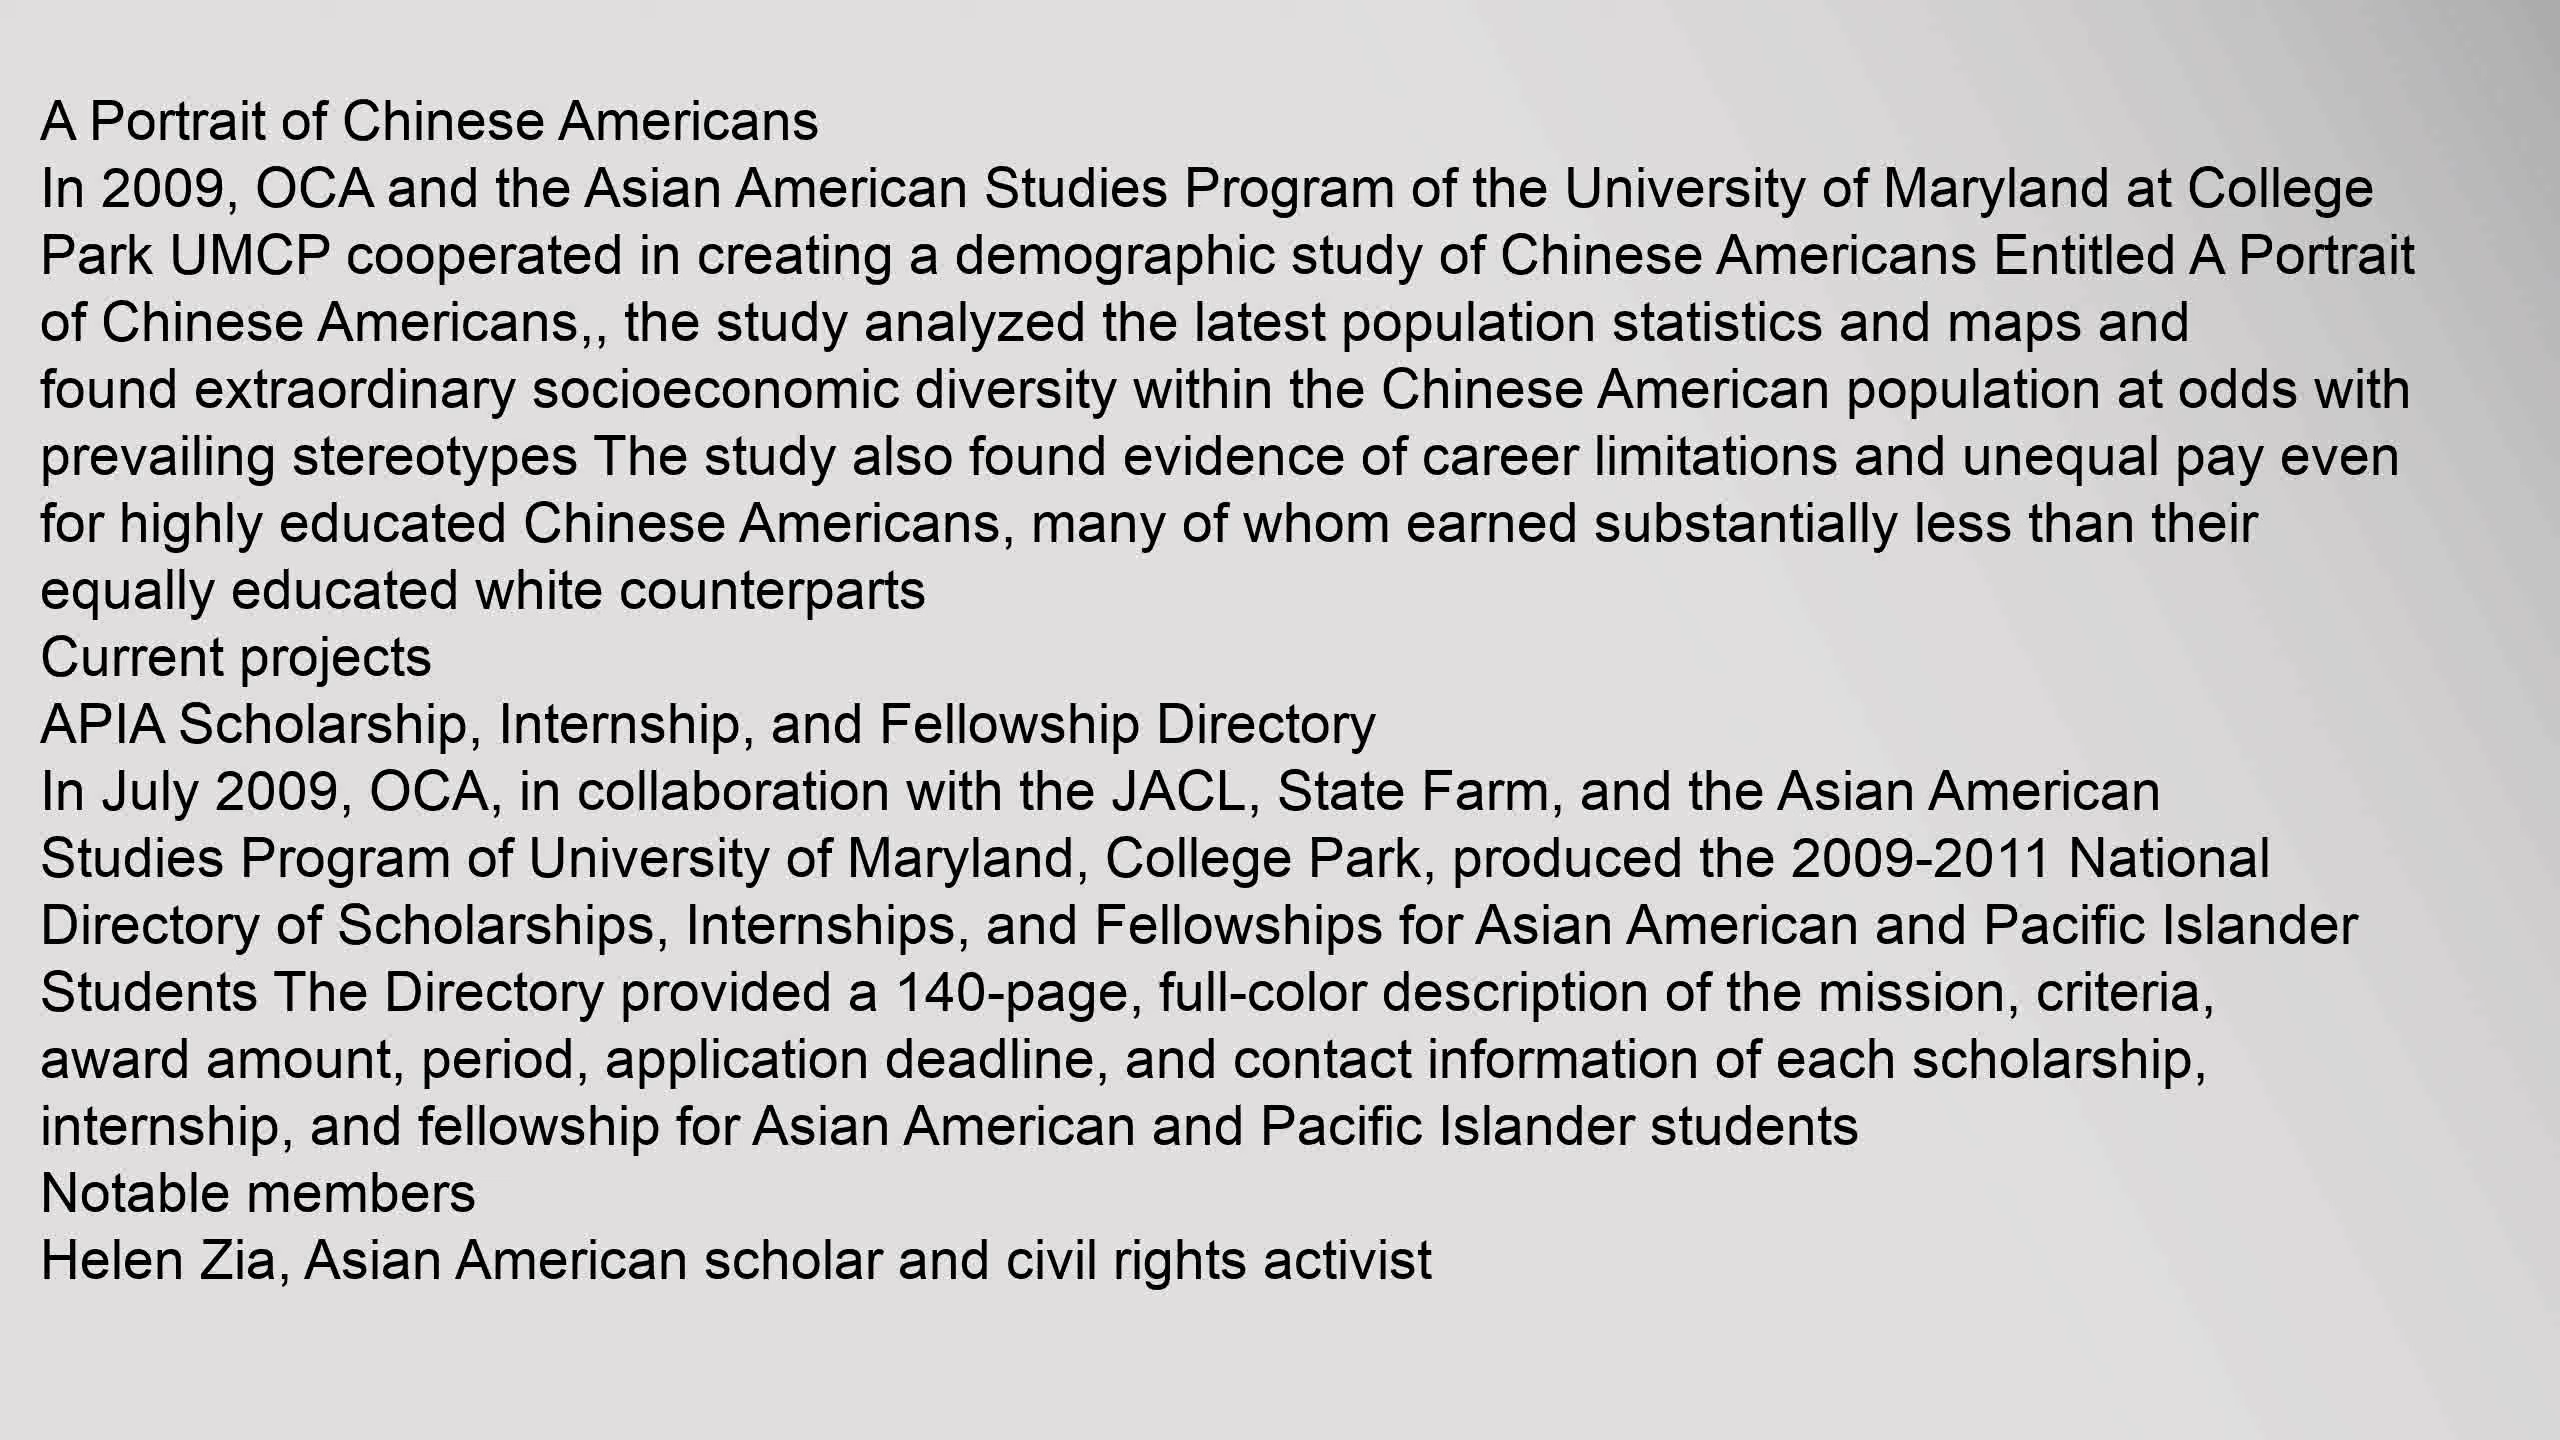 A Portrait of Chinese Americans
In 2009, OCA and the Asian American Studies Program of the University of Maryland at College
Park UMCP cooperated in creating a demographic study of Chinese Americans Entitled A Portrait
of Chinese Americans,, the study analyzed the latest population statistics and maps and
found extraordinary socioeconomic diversity within the Chinese American population at odds with
prevailing stereotypes The study also found evidence of career limitations and unequal pay even
for highly educated Chinese Americans, many of whom earned substantially less than their
equally educated white counterparts
Current projects
APIA Scholarship, Internship, and Fellowship Directory
In July 2009, OCA, in collaboration with the JACL, State Farm, and the Asian American
Studies Program of University of Maryland, College Park, produced the 2009-2011 National
Directory of Scholarships, Internships, and Fellowships for Asian American and Pacific Islander
Students The Directory provided a 140-page, full-color description of the mission, criteria,
award amount, period, application deadline, and contact information of each scholarship,
internship, and fellowship for Asian American and Pacific Islander students
Notable members
Helen Zia, Asian American scholar and civil rights activist